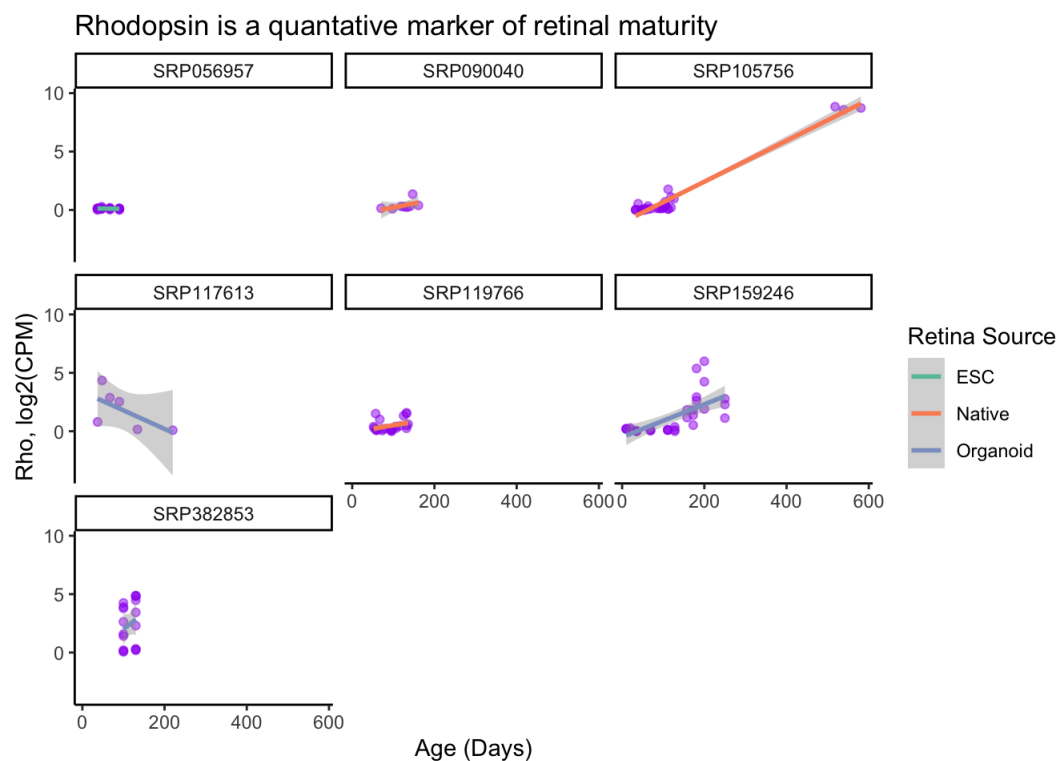 Rhodopsin is a quantative marker of retinal maturity
SRP056957
SRP090040
SRP105756
10
5
0
SRP117613
SRP119766
SRP159246
10
5
0
0
200
400
600
0
200
400
600
SRP382853
10
5
0
0
200
400
600
Rho, log2(CPM)
Age (Days)
Retina Source
ESC
Native
Organoid